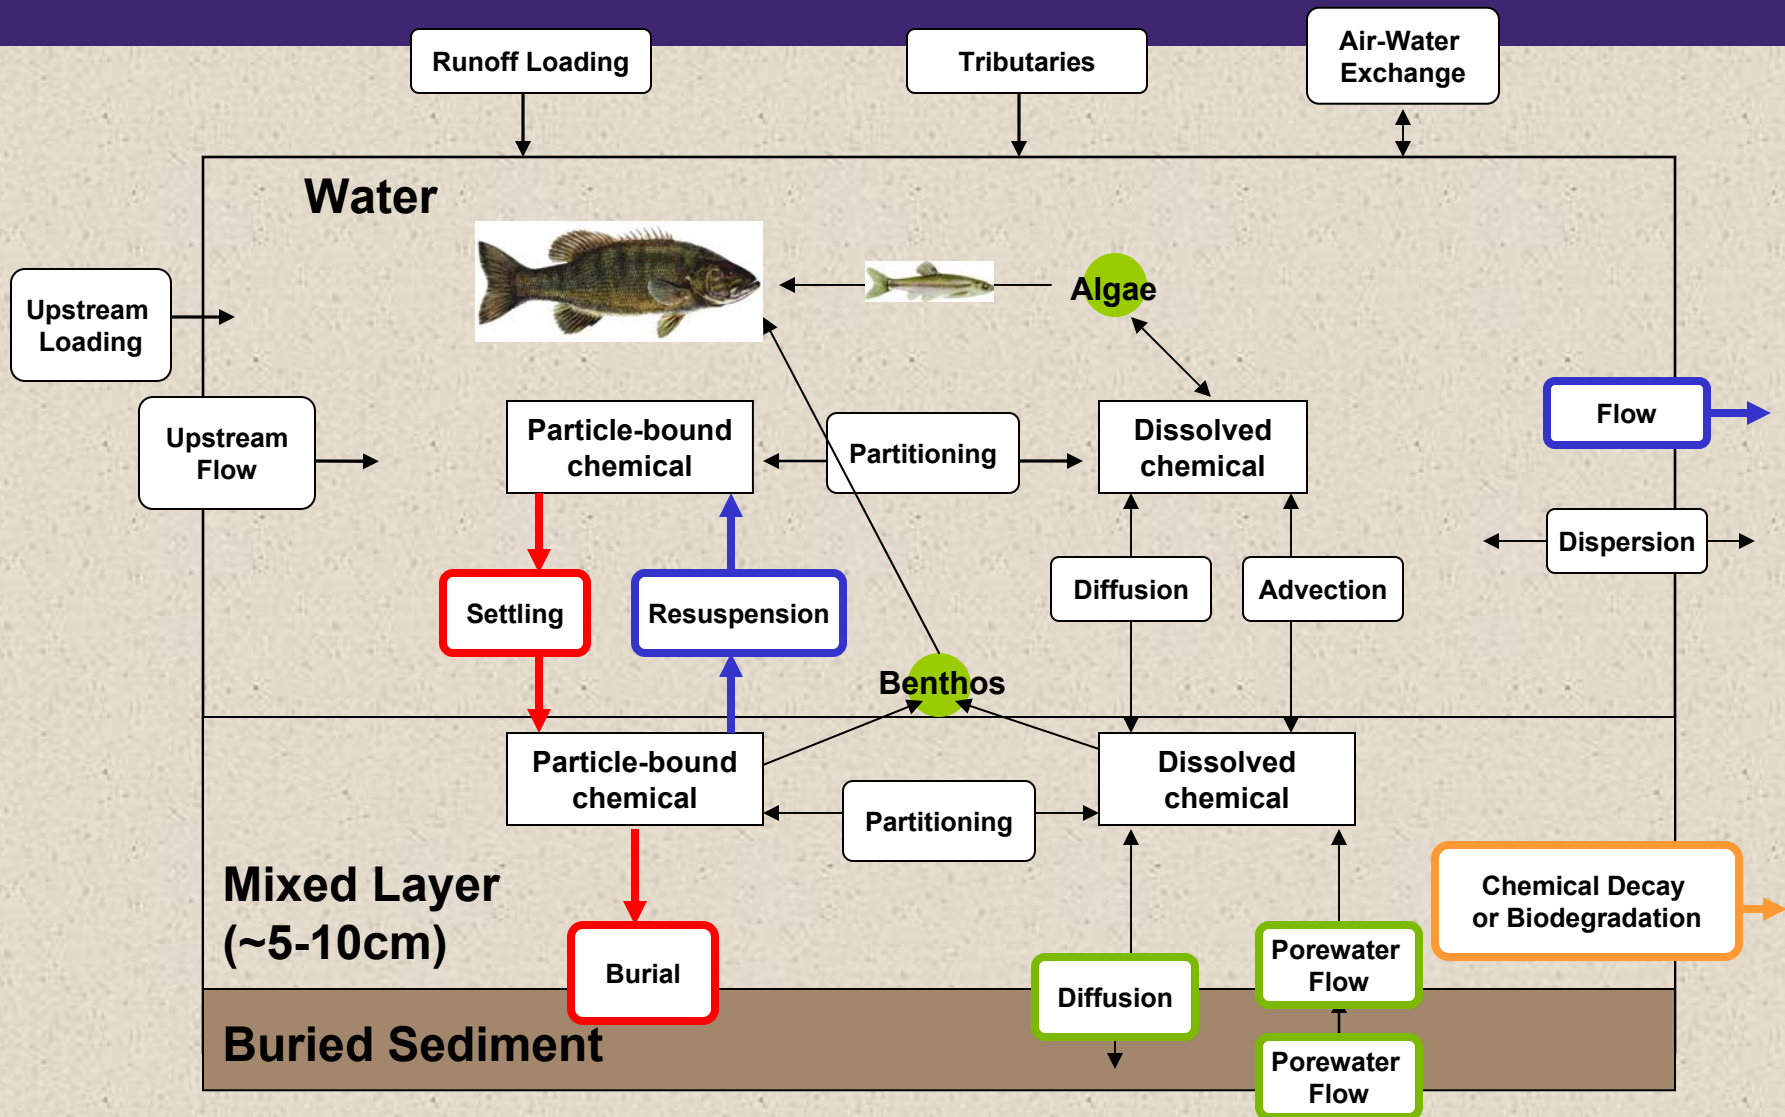 Runoff Loading
Tributaries
Air-Water
Exchange
Water
Algae
Upstream
Loading
Upstream
Flow
Particle-bound
chemical
Partitioning
Dissolved
chemical
Flow
Dispersion
Settling
Resuspension
Diffusion
Advection
Benthos
Particle-bound
chemical
Partitioning
Dissolved
chemical
Mixed Layer
(~5-10cm)
Chemical Decay
or Biodegradation
Burial
Diffusion
Porewater
Flow
Buried Sediment
Porewater
Flow